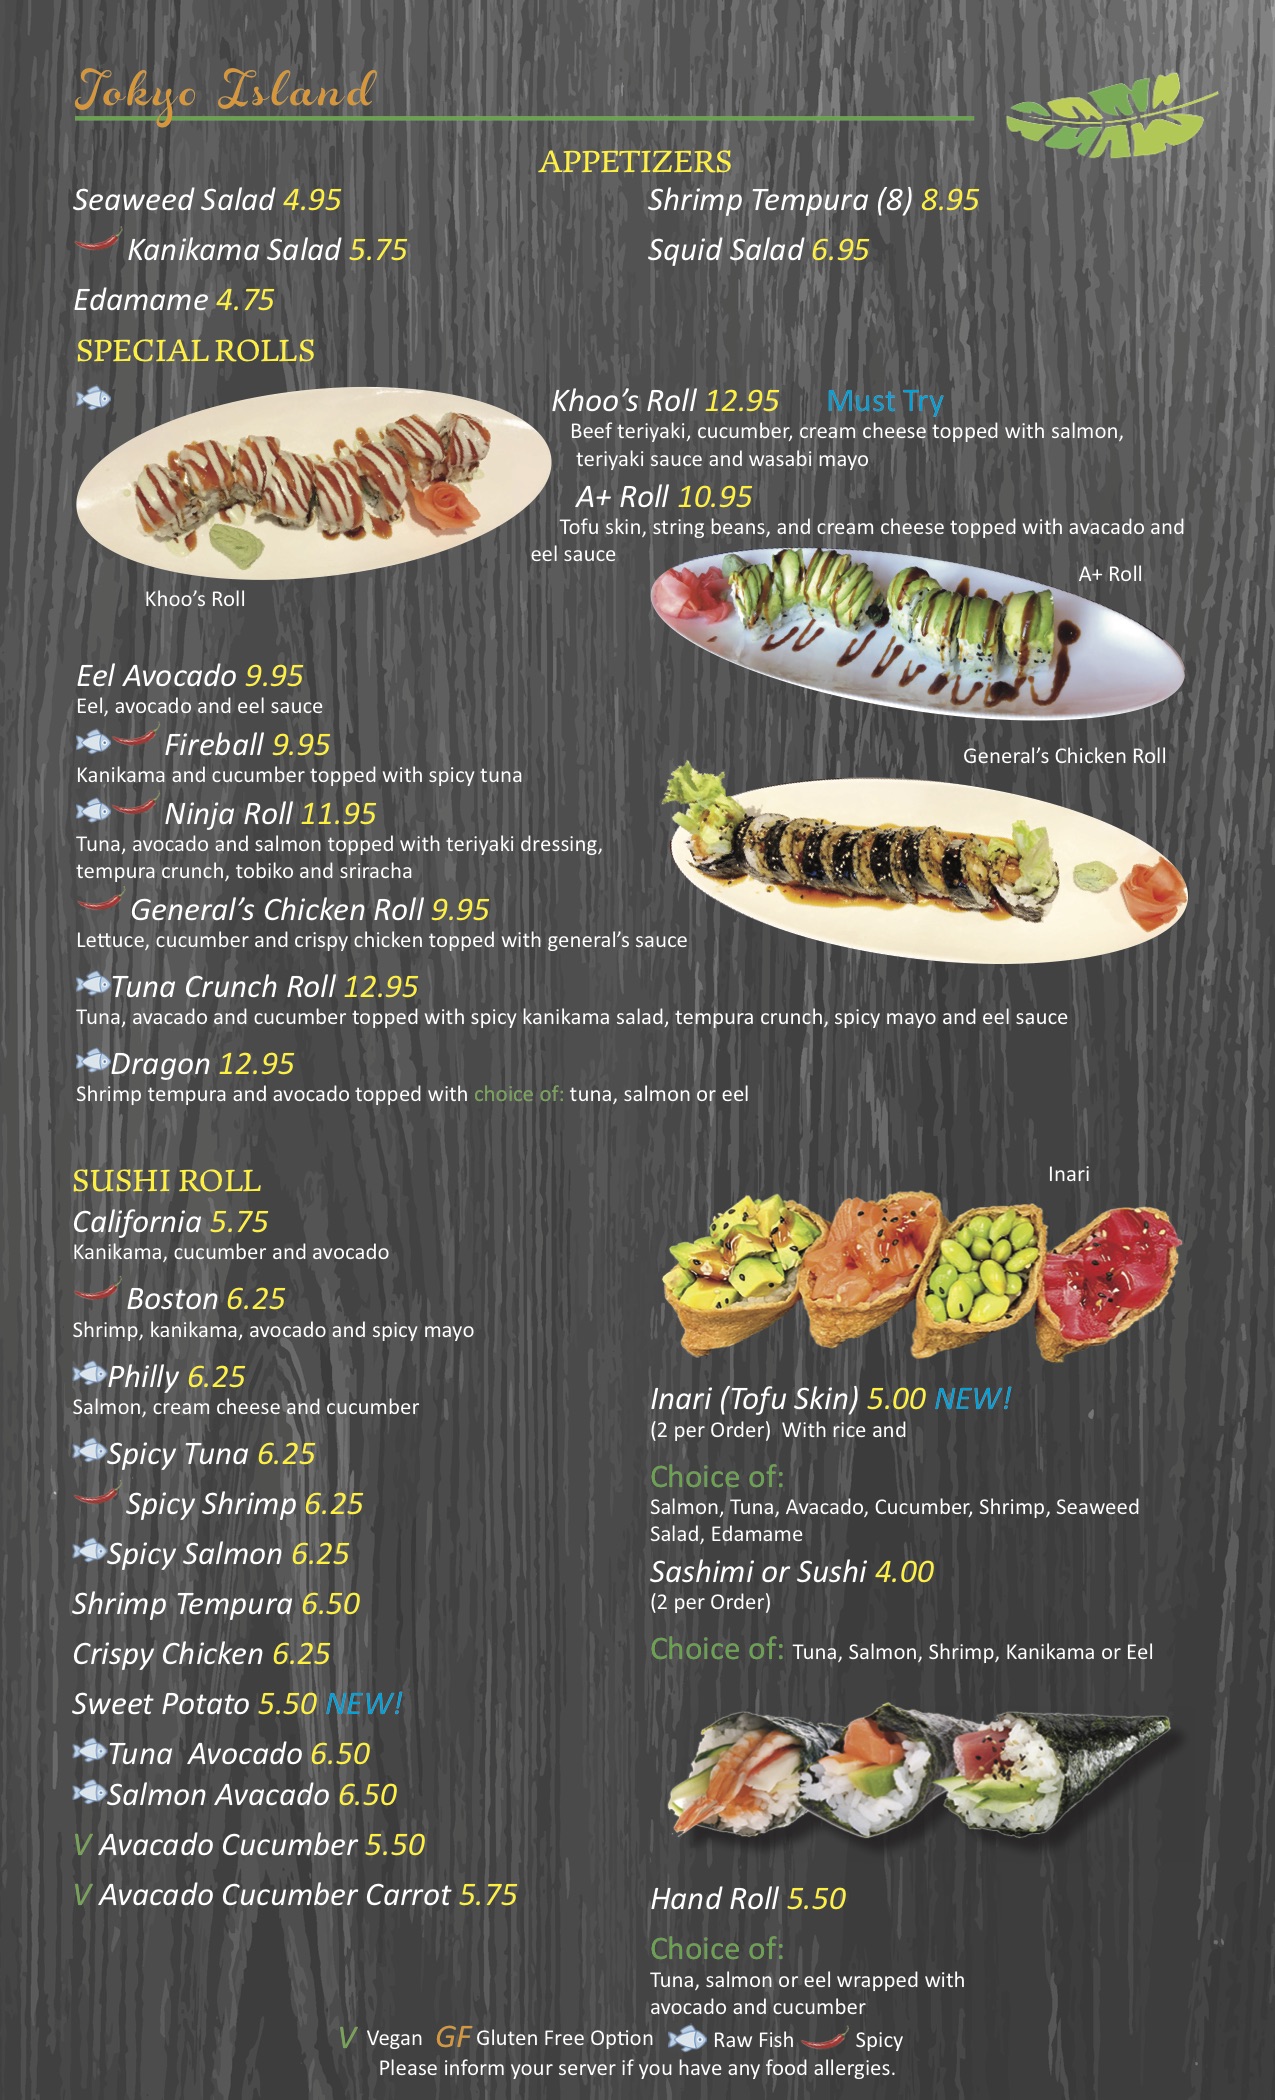 Tokyo Island
APPETIZERS
Seaweed Salad 4.95
Kanikama Salad 5.75
Edamame 4.75
Shrimp Tempura (8) 8.95
Squid Salad 6.95
SPECIAL ROLLS
Khoo's Roll
Khoo’s Roll 12.95 Must Try
Beef teriyaki, cucumber, cream cheese topped with salmon,
teriyaki sauce and wasabi mayo
A+ Roll 10.95
Tofu skin, string beans, and cream cheese topped with avacado and
eel sauce
A+ Roll
Eel Avocado 9.95
Eel, avocado and eel sauce
Fireball 9.95
Kanikama and cucumber topped with spicy tuna
Ninja Roll 11.95
Tuna, avocado and salmon topped with teriyaki dressing,
tempura crunch, tobiko and sriracha
General’s Chicken Roll 9.95
Lettuce, cucumber and crispy chicken topped with general’s sauce
General’s Chicken Roll
Tuna Crunch Roll 12.95
Tuna, avacado and cucumber topped with spicy kanikama salad, tempura crunch, spicy mayo and eel sauce
Dragon 12.95
Shrimp tempura and avocado topped with choice of: tuna, salmon or eel
SUSHI ROLL
California 5.75
Kanikama, cucumber and avocado
Boston 6.25
Shrimp, kanikama, avocado and spicy mayo
Philly 6.25
Salmon, cream cheese and cucumber
Spicy Tuna 6.25
Spicy Shrimp 6.25
Spicy Salmon 6.25
Shrimp Tempura 6.50
Crispy Chicken 6.25
Sweet Potato 5.50 NEW!
Tuna Avocado 6.50
Salmon Avacado 6.50
V Avacado Cucumber 5.50
V Avacado Cucumber Carrot 5.75
Inari
Inari (Tofu Skin) 5.00 NEW!
(2 per Order) With rice and
Choice of:
Salmon, Tuna, Avacado, Cucumber, Shrimp, Seaweed
Salad, Edamame
Sashimi or Sushi 4.00
(2 per Order)
Choice of: Tuna, Salmon, Shrimp, Kanikama or Eel
Hand Roll 5.50
Choice of:
Tuna, salmon or eel wrapped with
avocado and cucumber
V Vegan GF Gluten Free Option Raw Fish Spicy
Please inform your server if you have any food allergies.